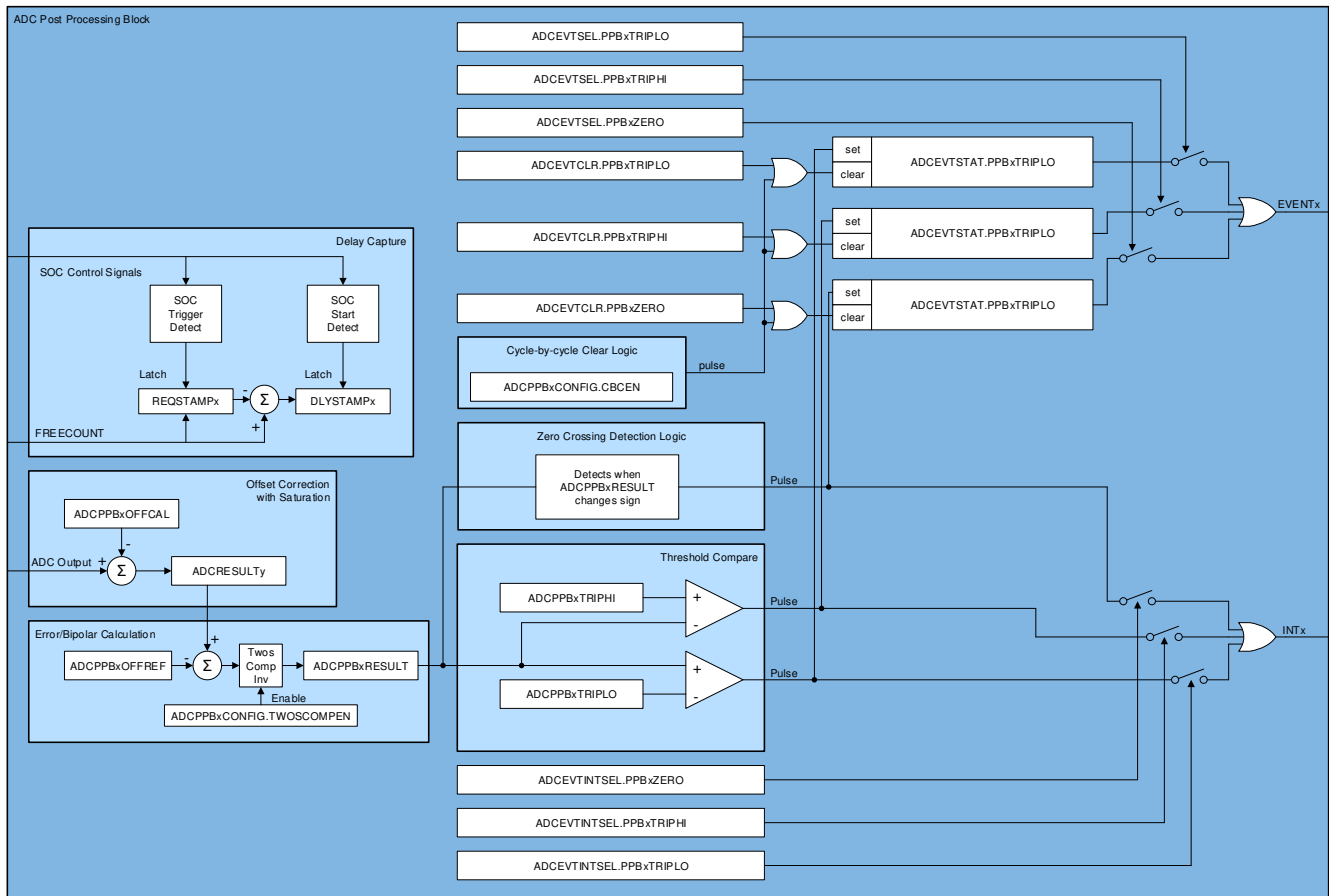 ADC Post Processing Block
ADCEVTSEL.PPBxTRIPLO
ADCEVTSEL.PPBxTRIPHI
ADCEVTSEL.PPBxZERO
ADCEVTCLR.PPBxTRIPLO
set
clear
ADCEVTSTAT.PPBxTRIPLO
ADCEVTCLR.PPBxTRIPHI
set
clear
ADCEVTSTAT.PPBxTRIPLO
EVENTx
ADCEVTCLR.PPBxZERO
set
clear
ADCEVTSTAT.PPBxTRIPLO
Delay Capture
SOC Control Signals
SOC
Trigger
Detect
SOC
Start
Detect
Latch
Latch
REQSTAMPx
-
+
Σ
DLYSTAMPx
FREECOUNT
Cycle-by-cycle Clear Logic
ADCPPBxCONFIG.CBCEN
pulse
Zero Crossing Detection Logic
Detects when
ADCPPBxRESULT
changes sign
Pulse
Offset Correction
with Saturation
ADCPPBxOFFCAL
-
ADC Output
+
Σ
ADCRESULTy
Threshold Compare
ADCPPBxTRIPHI
+
-
Pulse
+
-
Pulse
ADCPPBxTRIPLO
Error/Bipolar Calculation
+
ADCPPBxOFFREF
-
Σ
Twos
Comp
Inv
ADCPPBxRESULT
Enable
ADCPPBxCONFIG.TWOSCOMPEN
INTx
ADCEVTINTSEL.PPBxZERO
ADCEVTINTSEL.PPBxTRIPHI
ADCEVTINTSEL.PPBxTRIPLO